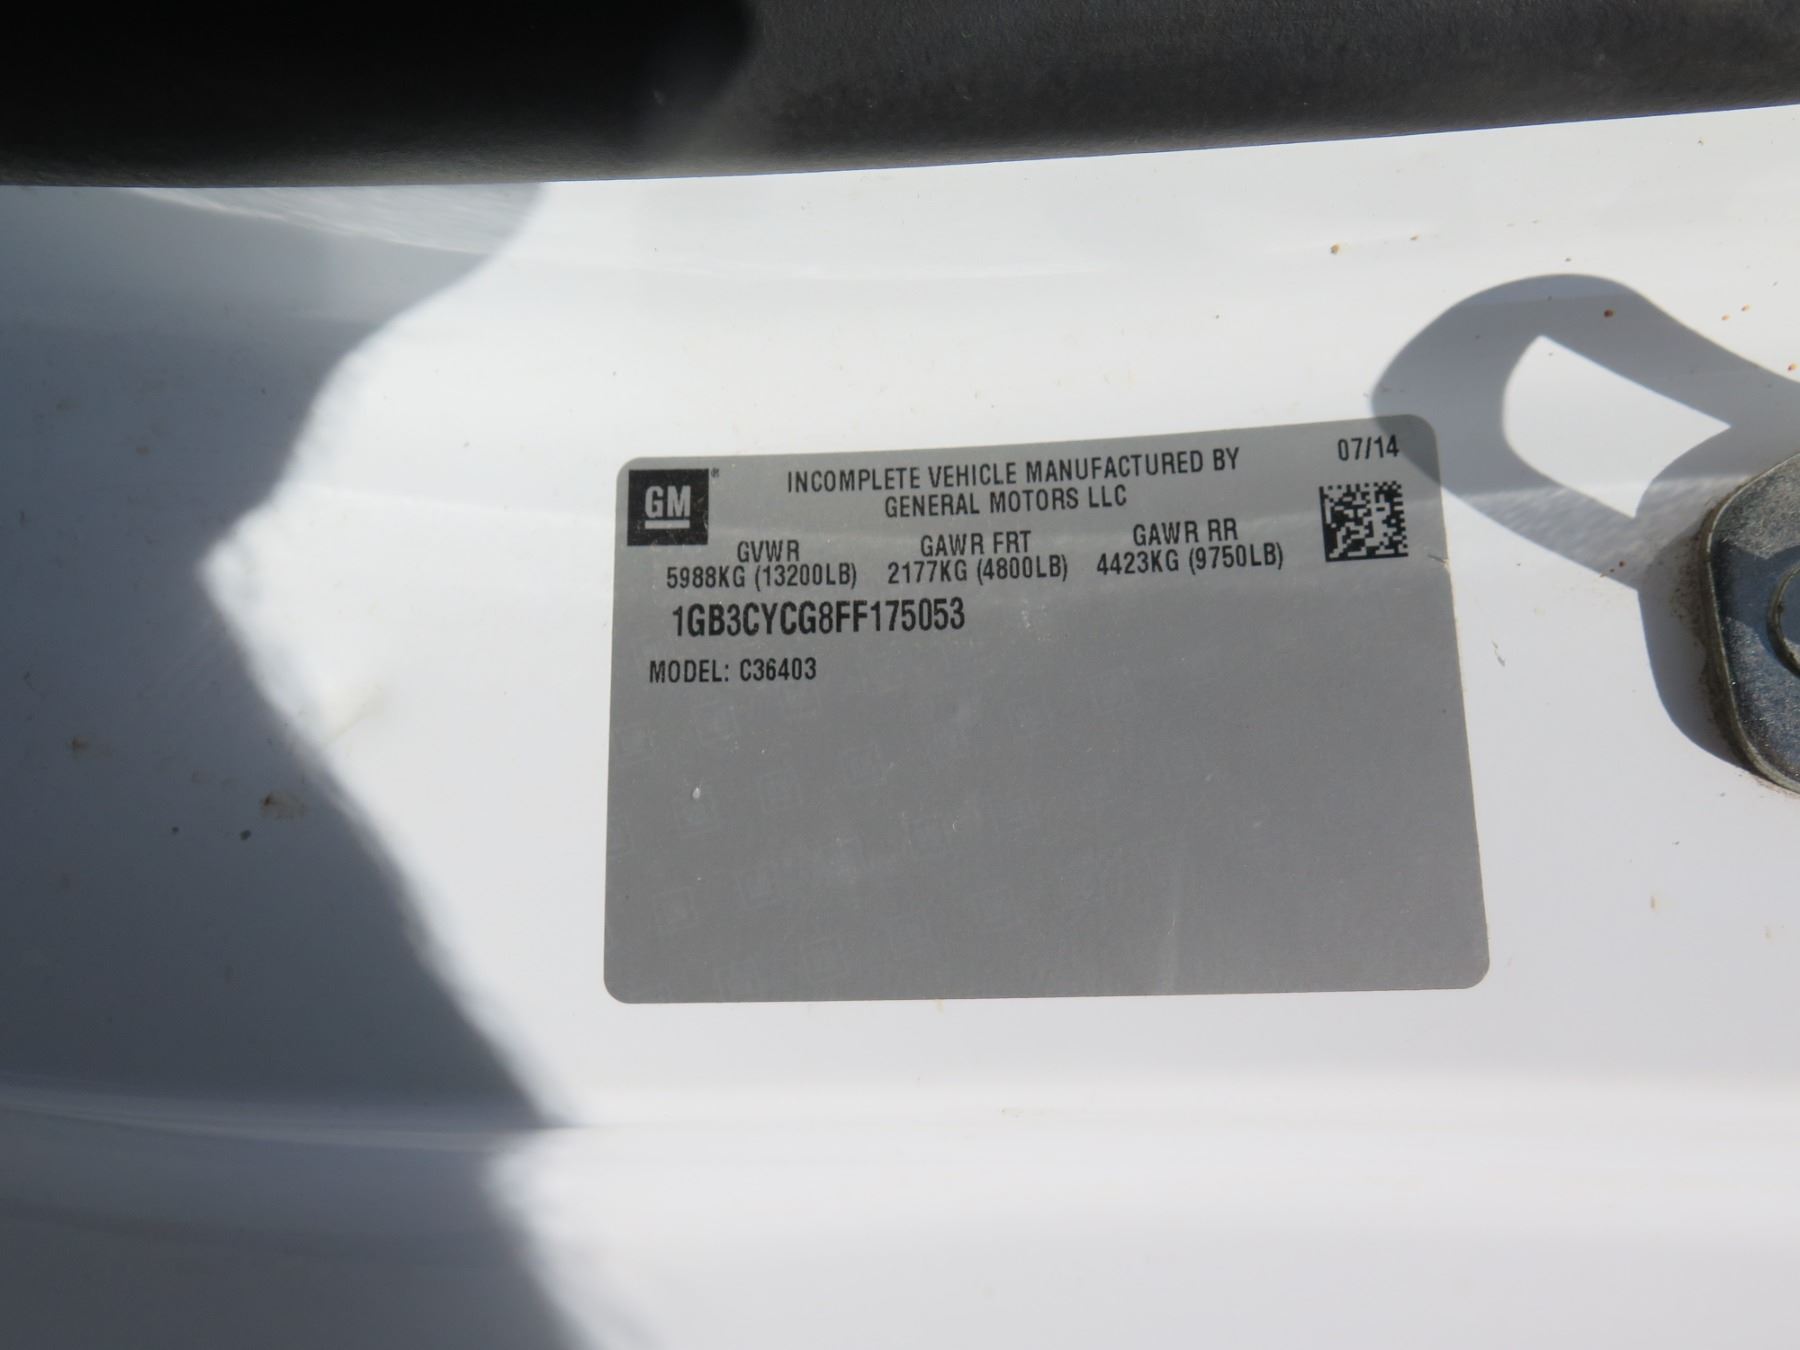 GM®
INCOMPLETE VEHICLE MANUFACTURED BY
GENERAL MOTORS LLC
07/14
GVWR GAWR FRT GAWR RR
5988KG (13200LB) 2177KG (4800LB) 4423KG (9750LB)
1GB3CYCG8FF175053
MODEL: C36403